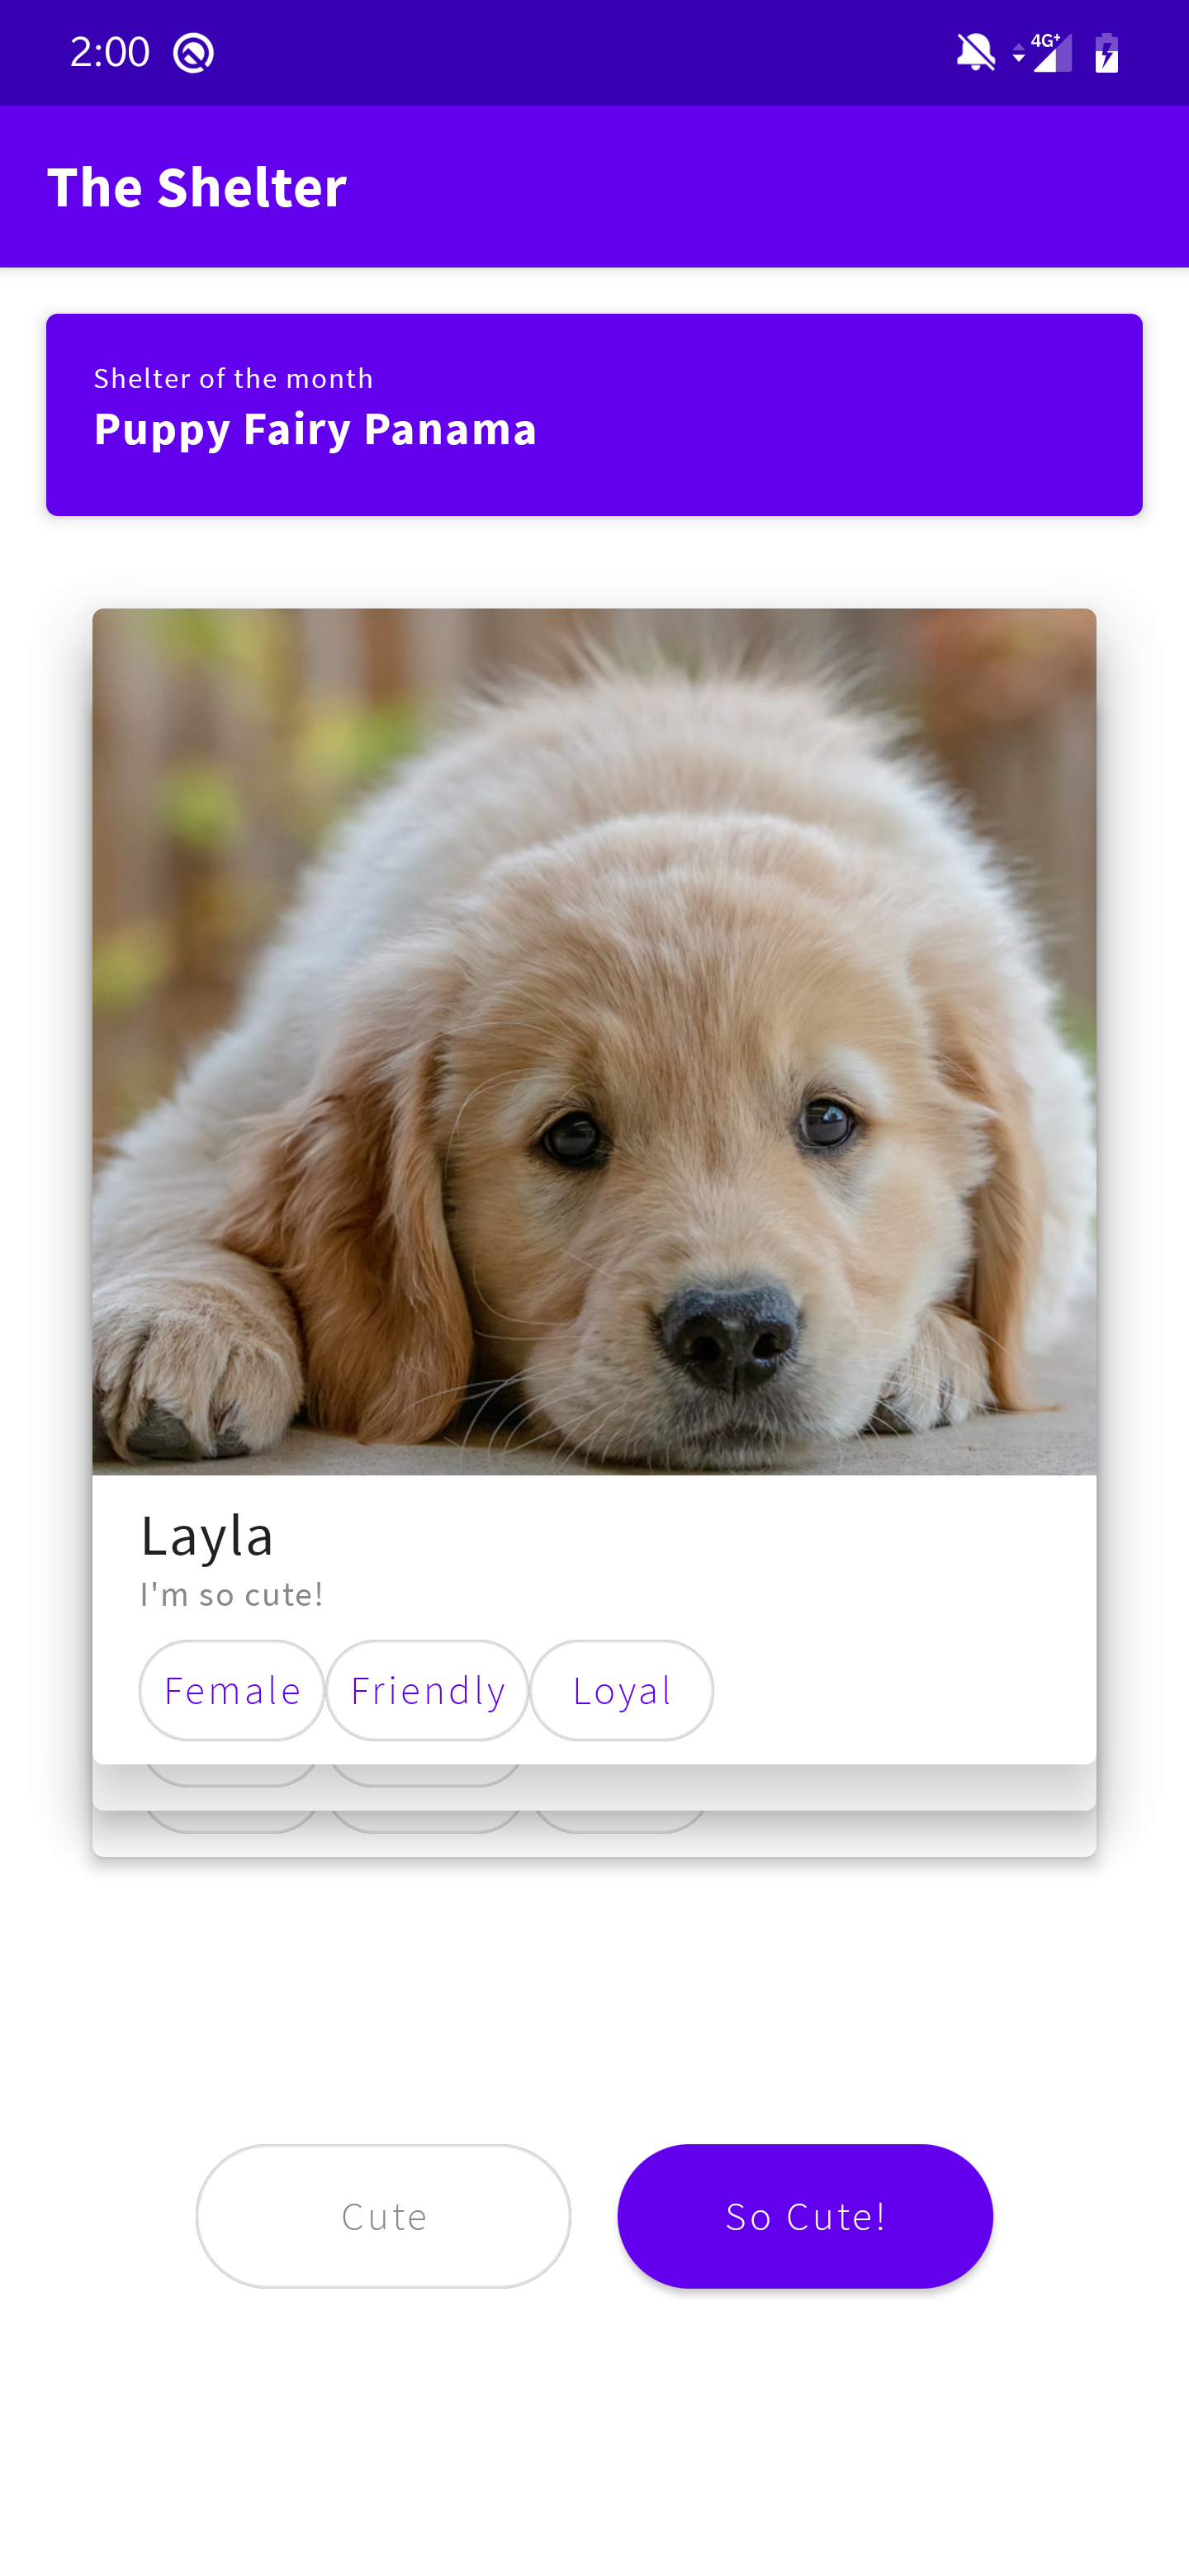 2:00
4G+
The Shelter
Shelter of the month
Puppy Fairy Panama
Layla
I'm so cute!
Female Friendly Loyal
Cute So Cute!